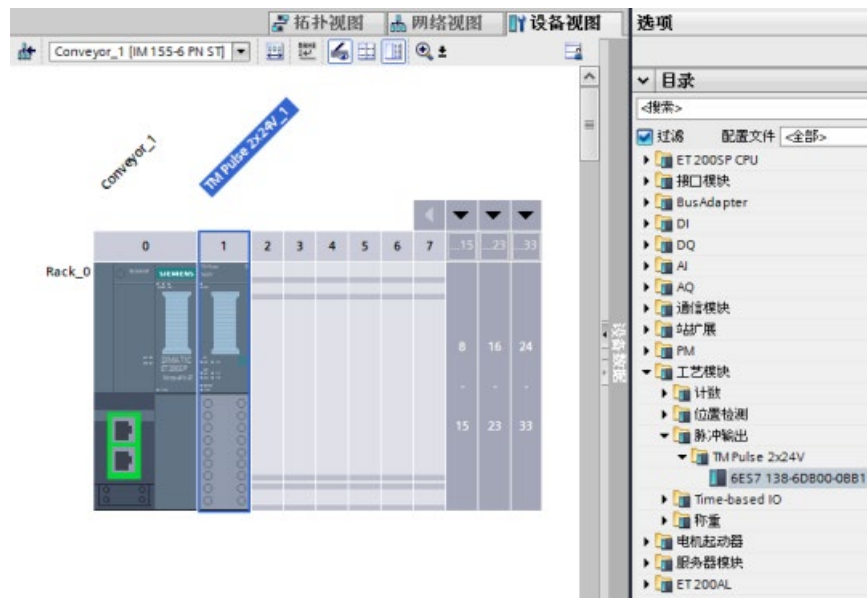 拓扑视图
网络视图
设备视图
选项
Conveyor_1 [IM 155-6 PN ST]
目录
<搜索>
过滤 配置文件 <全部>
ET 200SP CPU
接口模块
BusAdapter
DI
DQ
AI
AQ
通信模块
站扩展
PM
工艺模块
计数
位置检测
脉冲输出
TM Pulse 2x24V
6ES7 138-6DB00-0BB1
Time-based IO
称重
电机起动器
服务器模块
ET 200AL
设备数据
Conveyor_1
TM Pulse 2x24V_1
0 1 2 3 4 5 6 7 ...15 ...23 ...33
Rack_0
SIEMENS
8 16 24
- - -
15 23 33